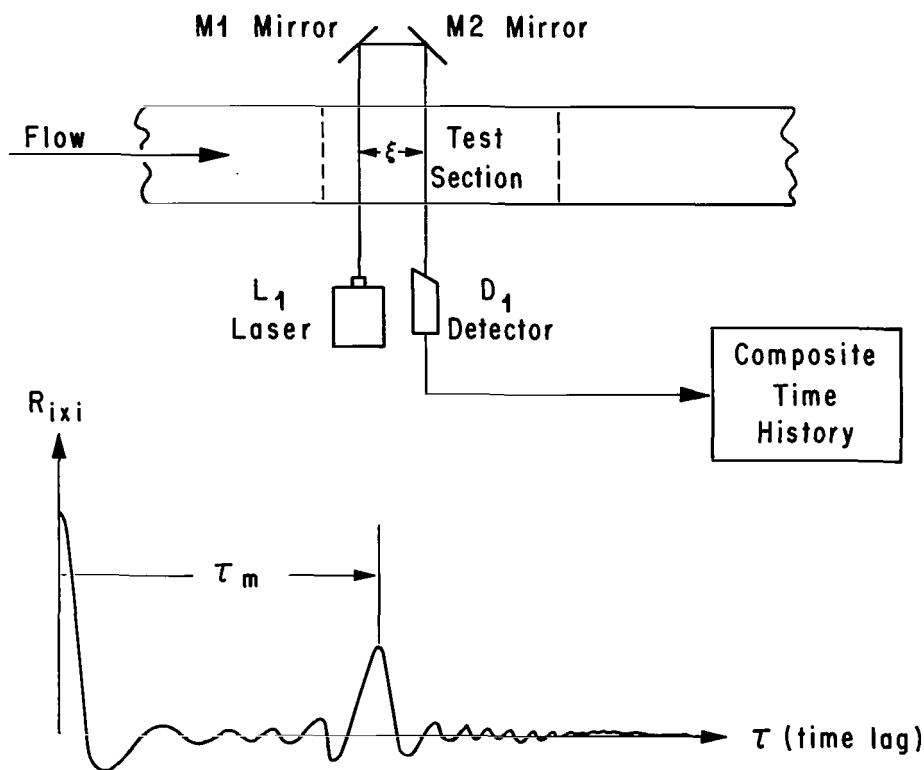 M1 Mirror
M2 Mirror
Flow
ξ
Test
Section
L1
Laser
D1
Detector
Composite
Time
History
Rixi
τm
τ (time lag)